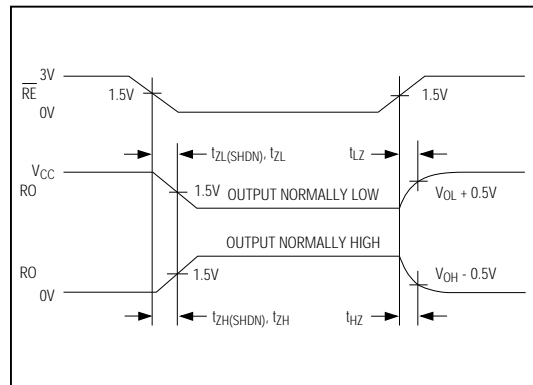 3V
RE
1.5V
1.5V
0V
tZL(SHDN), tZL
tLZ
VCC
RO
1.5V
OUTPUT NORMALLY LOW
VOL + 0.5V
OUTPUT NORMALLY HIGH
RO
1.5V
VOH - 0.5V
0V
tZH(SHDN), tZH
tHZ